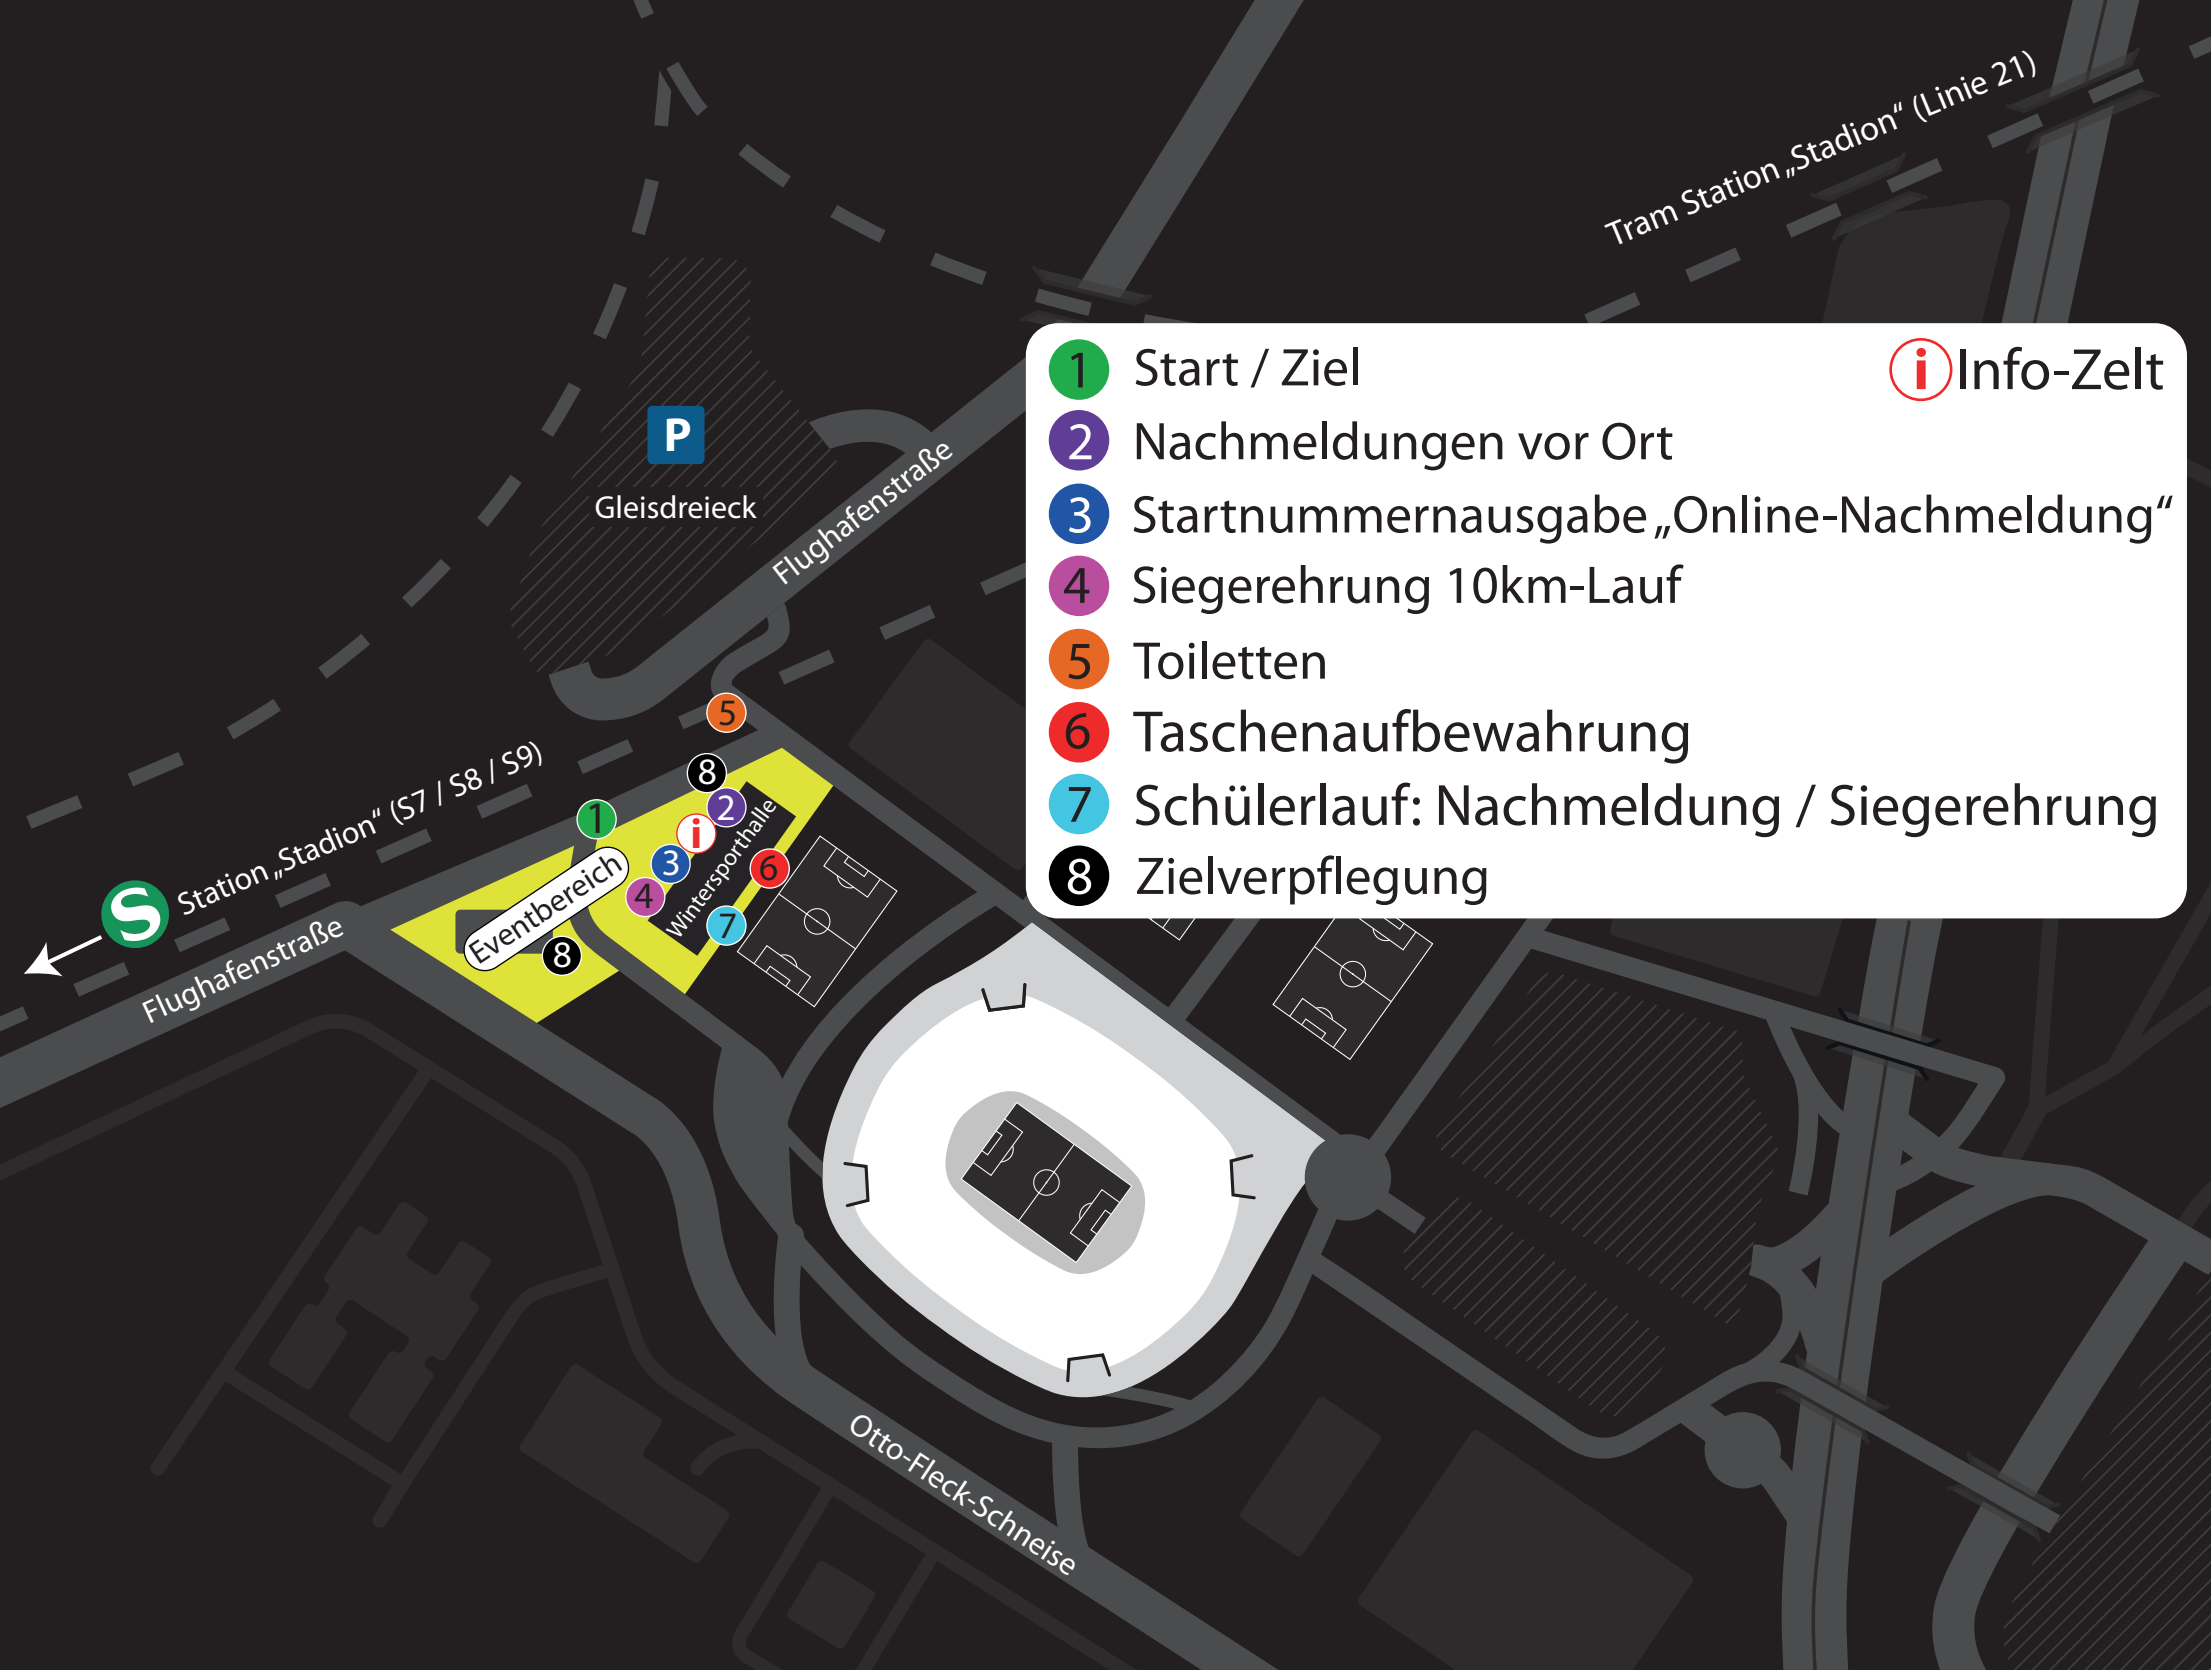 Tram Station „Stadion“ (Linie 21)
1 Start / Ziel
i Info-Zelt
2 Nachmeldungen vor Ort
3 Startnummernausgabe „Online-Nachmeldung“
4 Siegerehrung 10km-Lauf
5 Toiletten
6 Taschenaufbewahrung
7 Schülerlauf: Nachmeldung / Siegerehrung
8 Zielverpflegung
P
Gleisdreieck
Flughafenstraße
5
8
2
1
i
3
6
4
7
8
Wintersporthalle
Eventbereich
S Station „Stadion“ (S7 / S8 / S9)
Flughafenstraße
Otto-Fleck-Schneise